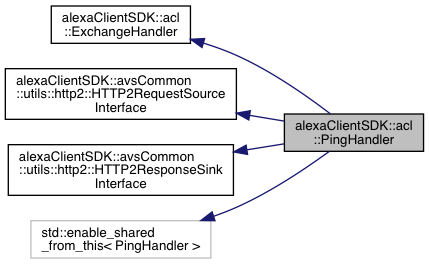 alexaClientSDK::acl
::ExchangeHandler
alexaClientSDK::avsCommon
::utils::http2::HTTP2RequestSource
Interface
alexaClientSDK::acl
::PingHandler
alexaClientSDK::avsCommon
::utils::http2::HTTP2ResponseSink
Interface
std::enable_shared
_from_this< PingHandler >